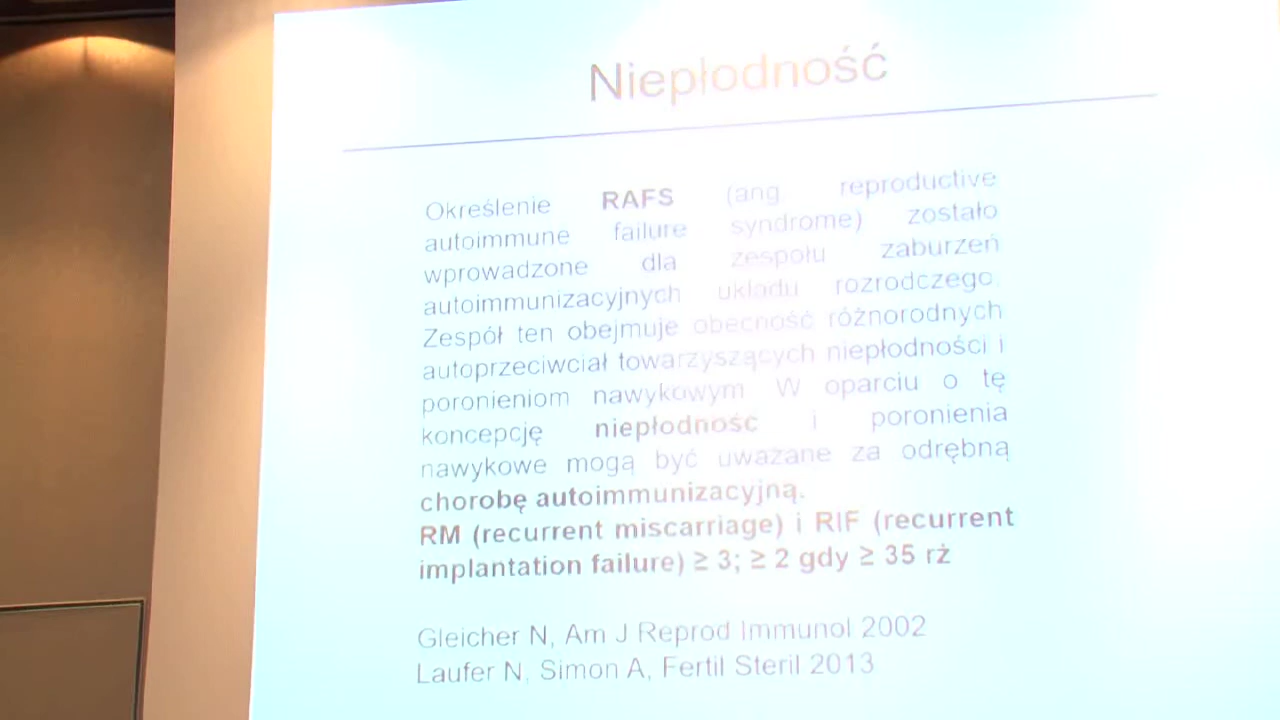 Niepłodność
Określenie RAFS (ang reproductive
autoimmune failure syndrome) zostało
wprowadzone dla zespołu zaburzeń
autoimmunizacyjnych układu rozrodczego.
Zespół ten obejmuje obecność różnorodnych
autoprzeciwciał towarzyszących niepłodności i
poronieniom nawykowym. W oparciu o tę
koncepcję niepłodność i poronienia
nawykowe mogą być uważane za odrębną
chorobę autoimmunizacyjną.
RM (recurrent miscarriage) i RIF (recurrent
implantation failure) ≥ 3; ≥ 2 gdy ≥ 35 rż
Gleicher N, Am J Reprod Immunol 2002
Laufer N, Simon A, Fertil Steril 2013